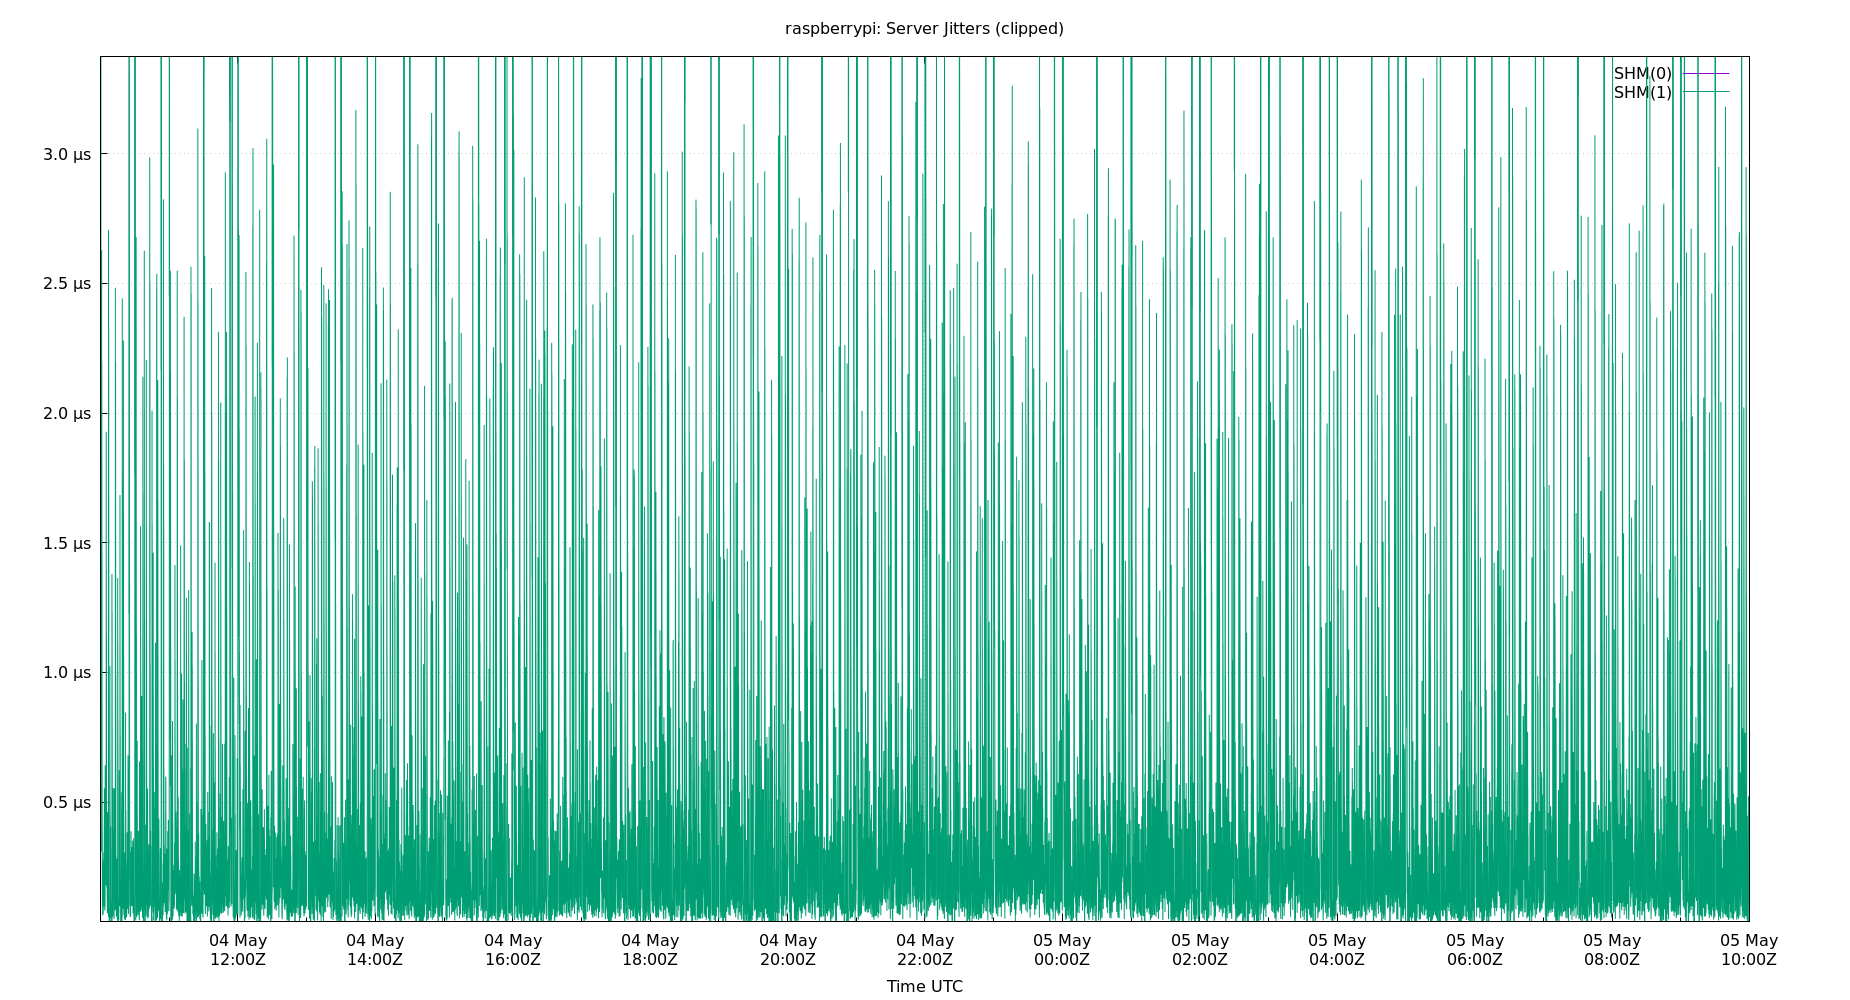 raspberrypi: Server Jitters (clipped)
SHM(0)
SHM(1)
3.0 µs
2.5 µs
2.0 µs
1.5 µs
1.0 µs
0.5 µs
04 May 04 May 04 May 04 May 04 May 04 May 05 May 05 May 05 May 05 May 05 May 05 May
12:00Z 14:00Z 16:00Z 18:00Z 20:00Z 22:00Z 00:00Z 02:00Z 04:00Z 06:00Z 08:00Z 10:00Z
Time UTC